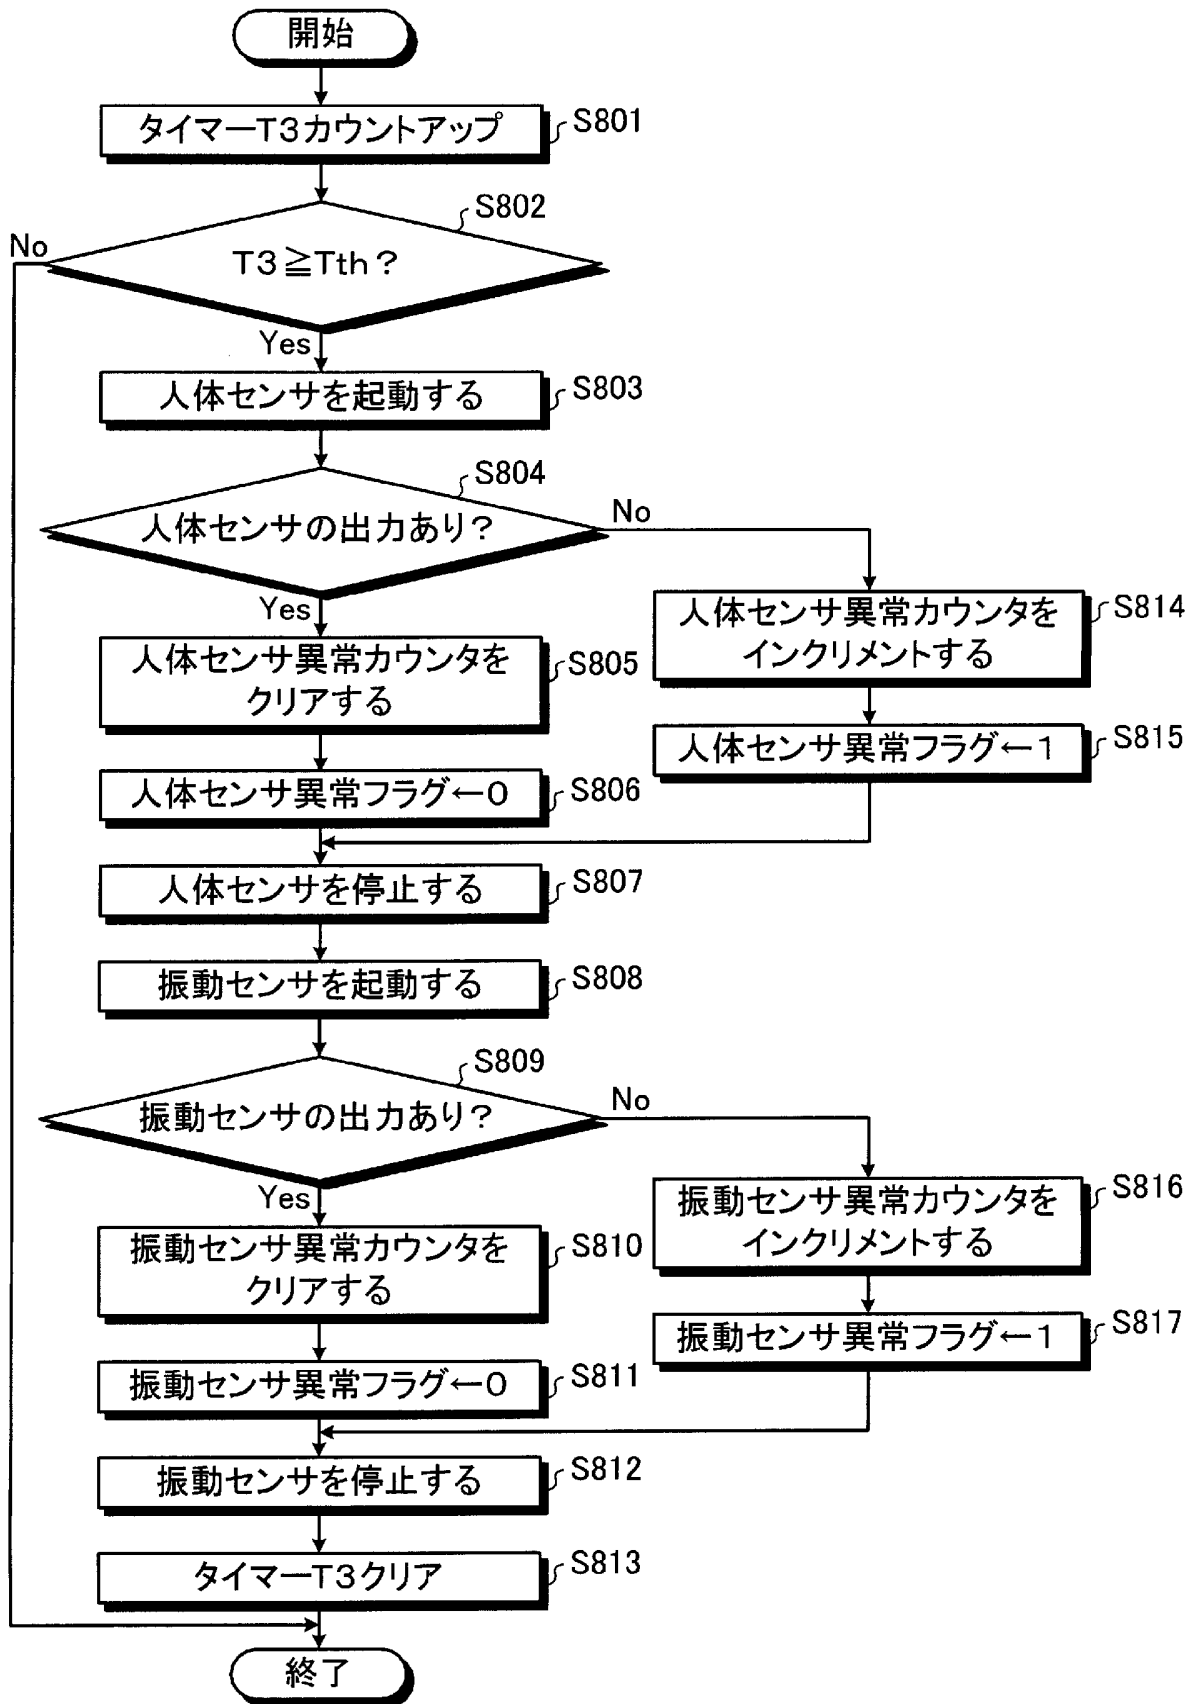 開始
タイマーT3カウントアップ
S801
S802
No
T3≧Tth?
Yes
人体センサを起動する
S803
S804
人体センサの出力あり?
No
Yes
人体センサ異常カウンタを
クリアする
S805
人体センサ異常カウンタを
インクリメントする
S814
人体センサ異常フラグ←1
S815
人体センサ異常フラグ←0
S806
人体センサを停止する
S807
振動センサを起動する
S808
S809
振動センサの出力あり?
No
Yes
振動センサ異常カウンタを
クリアする
S810
振動センサ異常カウンタを
インクリメントする
S816
振動センサ異常フラグ←1
S817
振動センサ異常フラグ←0
S811
振動センサを停止する
S812
タイマーT3クリア
S813
終了